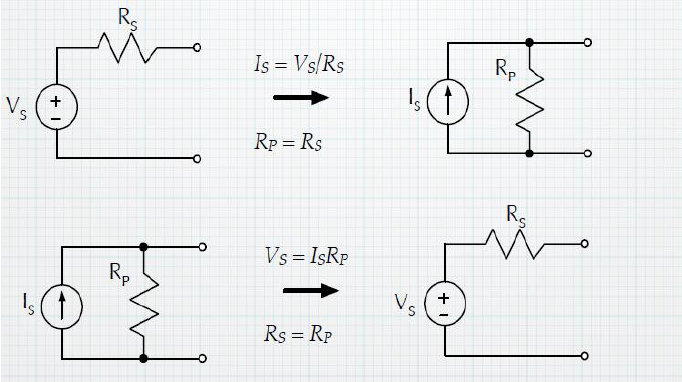 R_S
V_S
+
−
I_S = V_S/R_S
R_P = R_S
I_S
R_P
I_S
R_P
V_S = I_SR_P
R_S = R_P
R_S
V_S
+
−